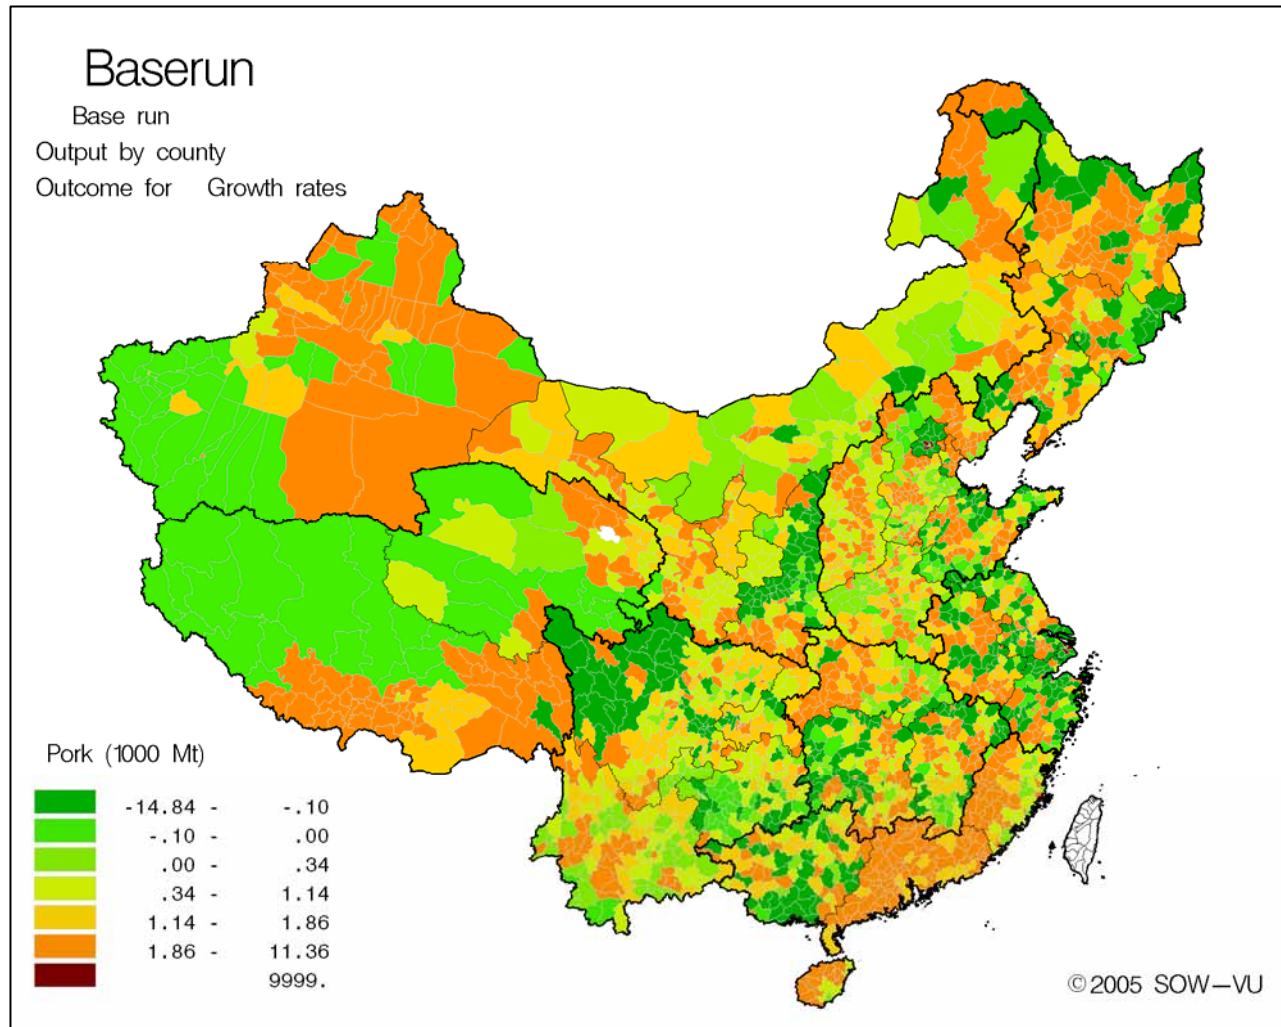 Baserun
Base run
Output by county
Outcome for Growth rates
Pork (1000 Mt)
-14.84 - -.10
-.10 - .00
.00 - .34
.34 - 1.14
1.14 - 1.86
1.86 - 11.36
9999.
©2005 SOW-VU